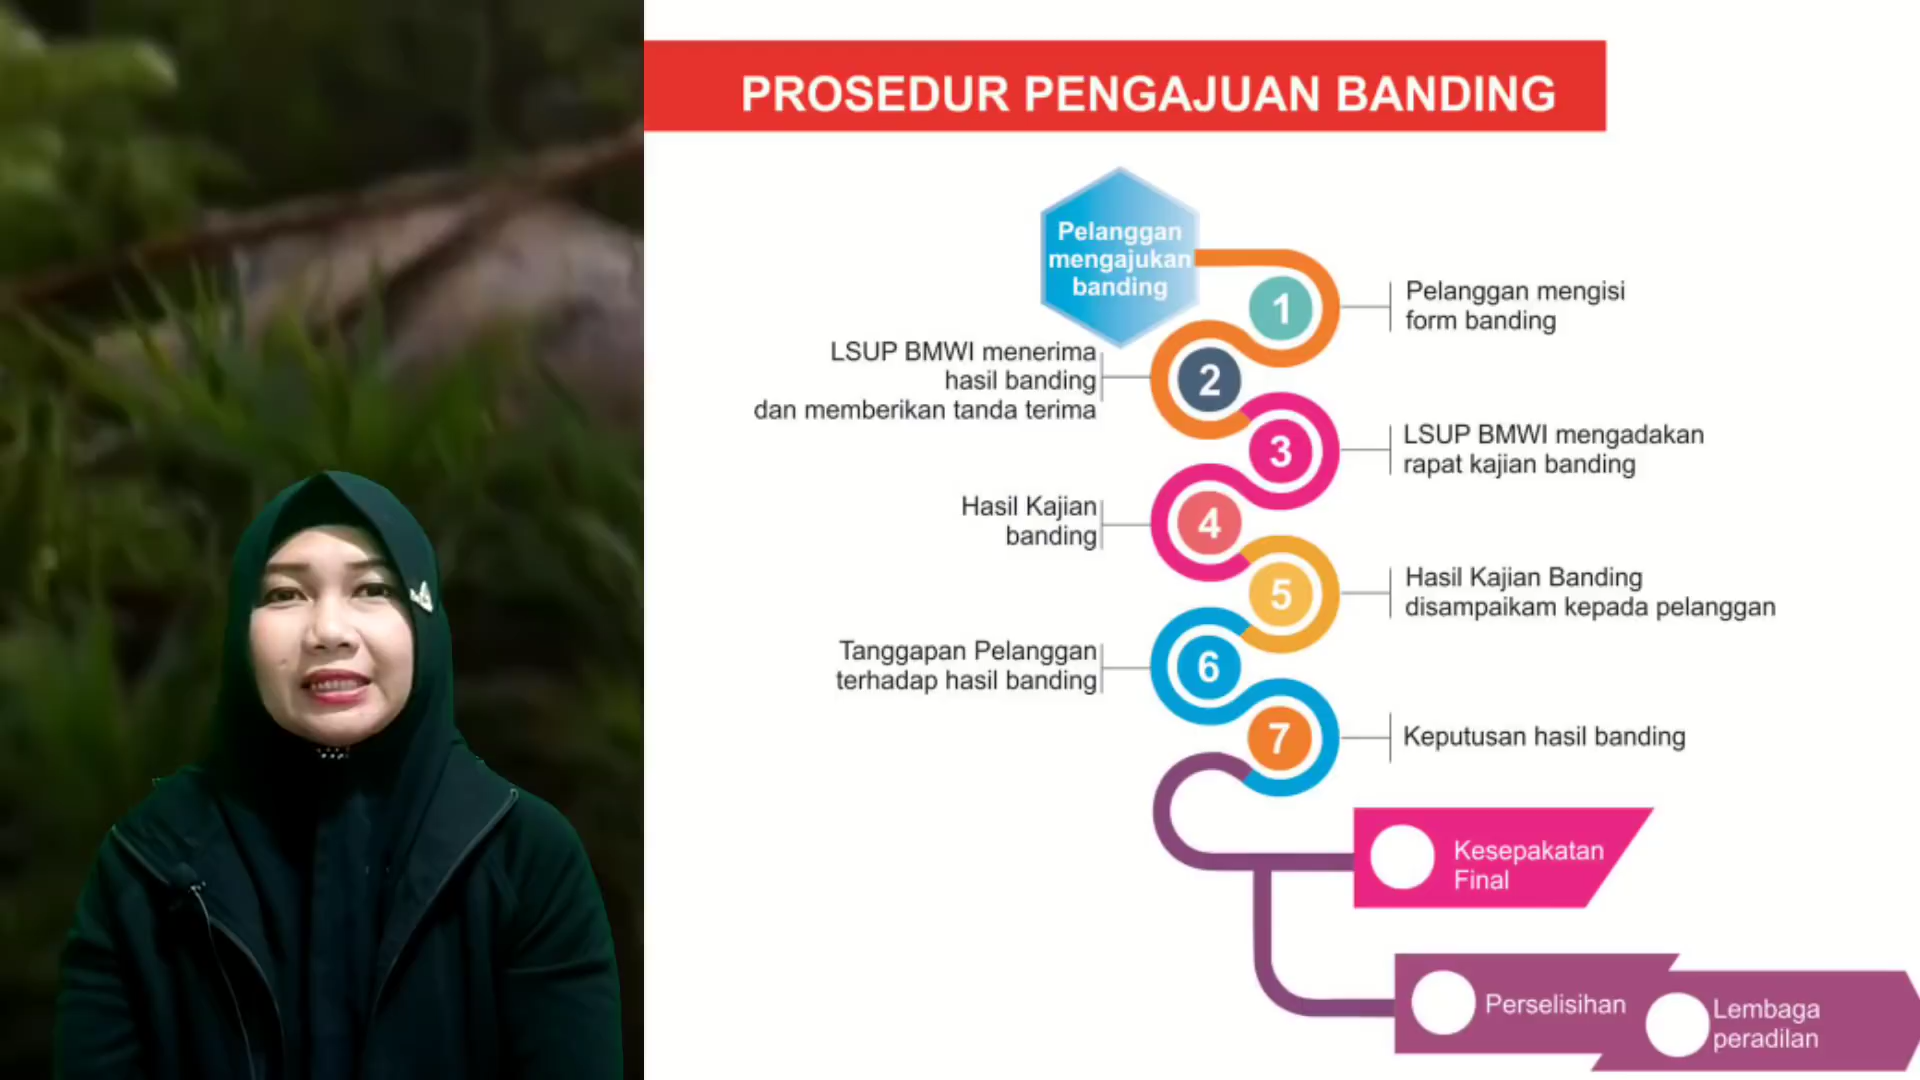 PROSEDUR PENGAJUAN BANDING
Pelanggan
mengajukan
banding
1
Pelanggan mengisi
form banding
LSUP BMWI menerima
hasil banding
dan memberikan tanda terima
2
3
LSUP BMWI mengadakan
rapat kajian banding
Hasil Kajian
banding
4
5
Hasil Kajian Banding
disampaikam kepada pelanggan
Tanggapan Pelanggan
terhadap hasil banding
6
7
Keputusan hasil banding
Kesepakatan
Final
Perselisihan
Lembaga
peradilan